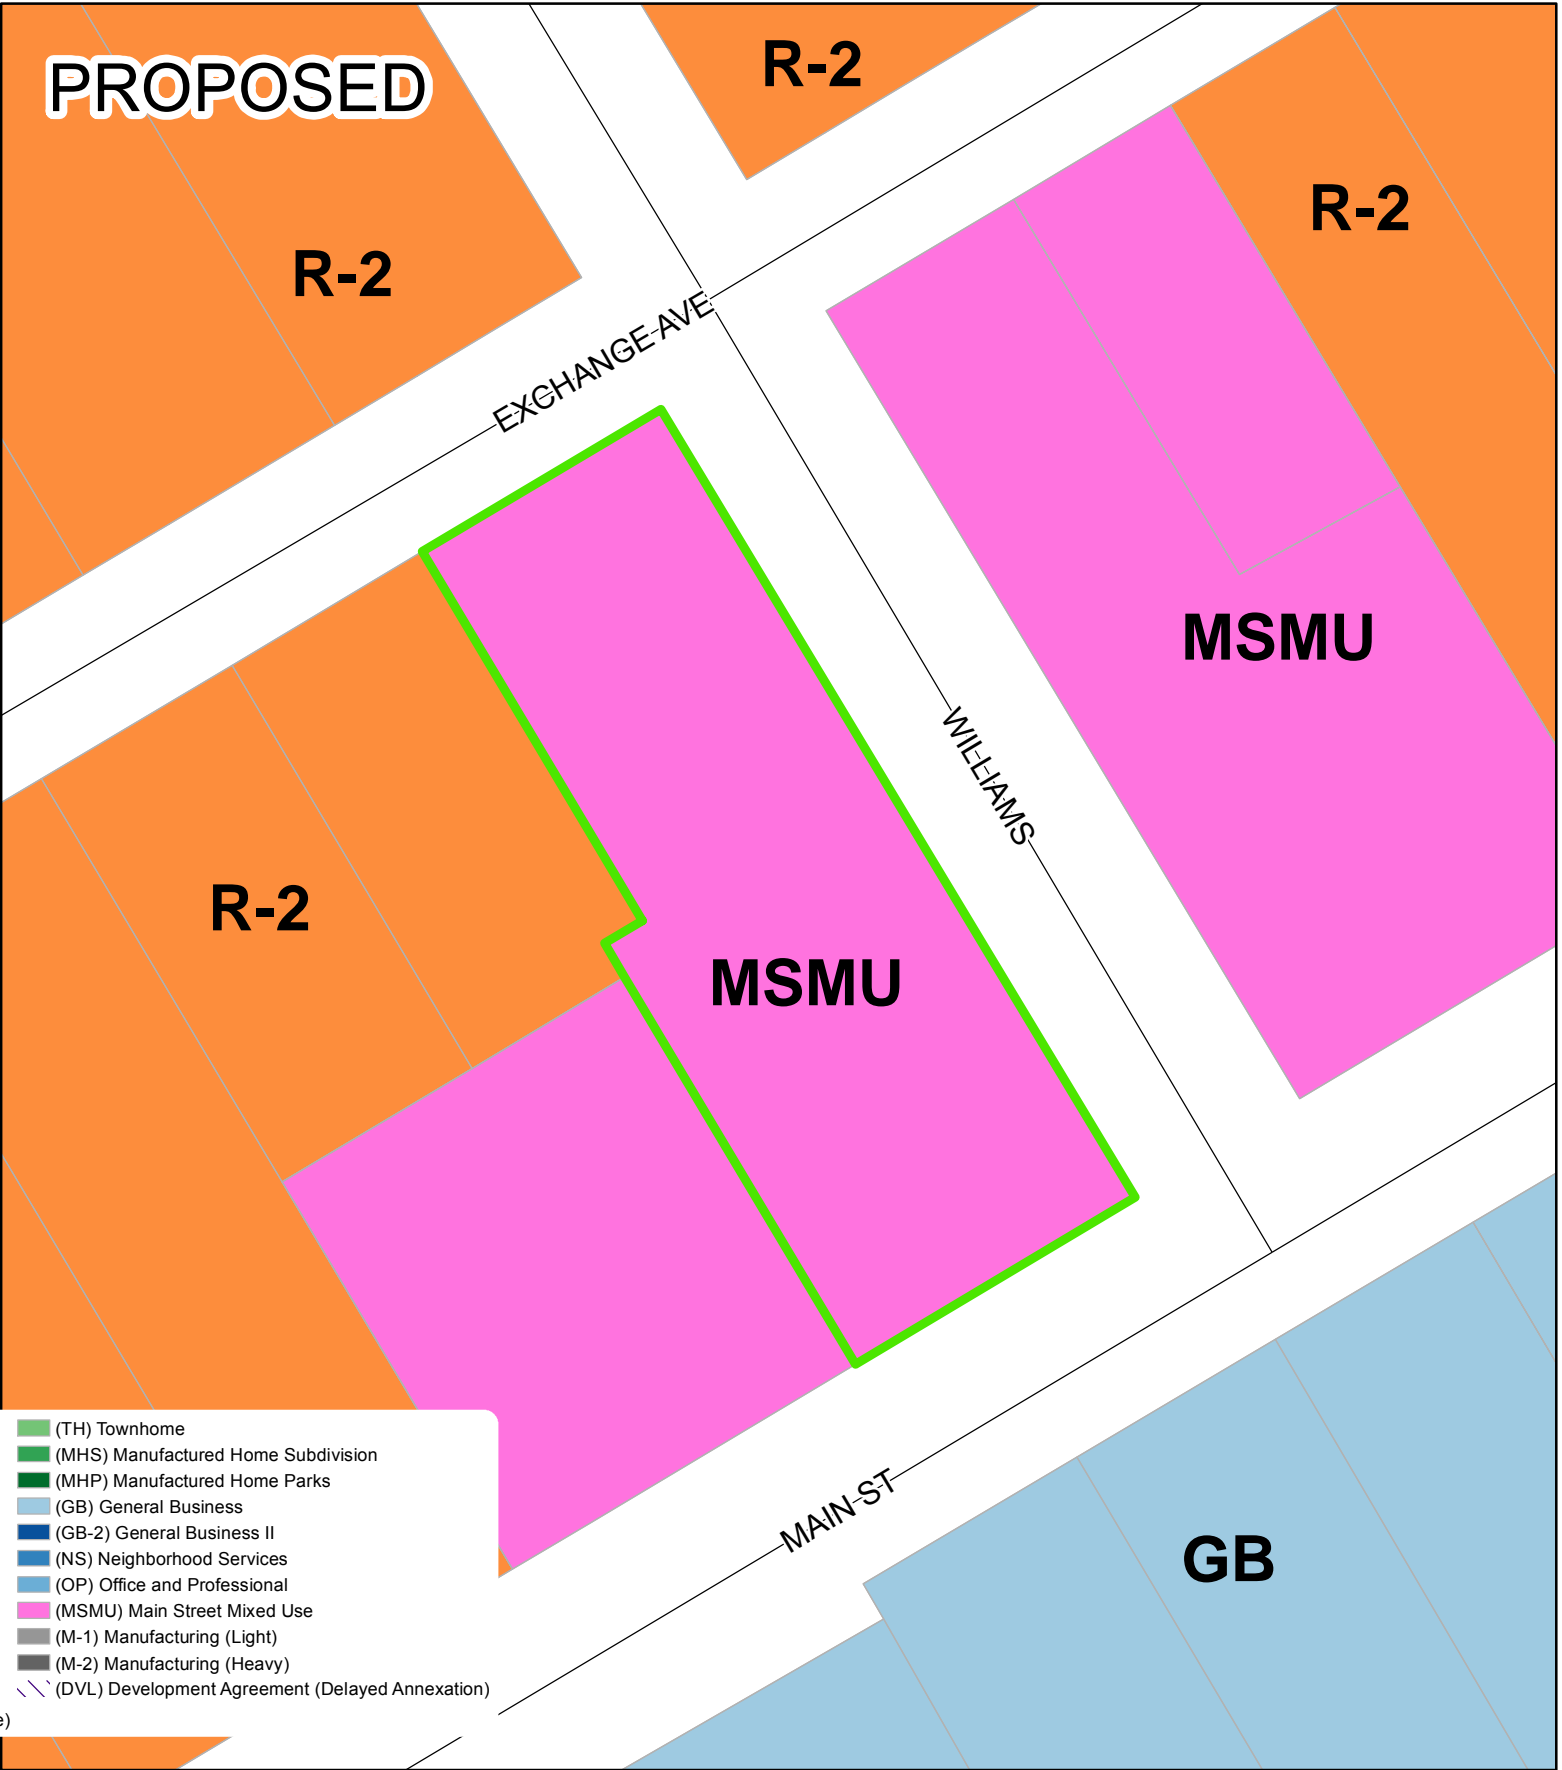 PROPOSED
R-2
R-2
R-2
EXCHANGE AVE
MSMU
WILLIAMS
R-2
MSMU
MAIN ST
GB
(TH) Townhome
(MHS) Manufactured Home Subdivision
(MHP) Manufactured Home Parks
(GB) General Business
(GB-2) General Business II
(NS) Neighborhood Services
(OP) Office and Professional
(MSMU) Main Street Mixed Use
(M-1) Manufacturing (Light)
(M-2) Manufacturing (Heavy)
(DVL) Development Agreement (Delayed Annexation)
e)